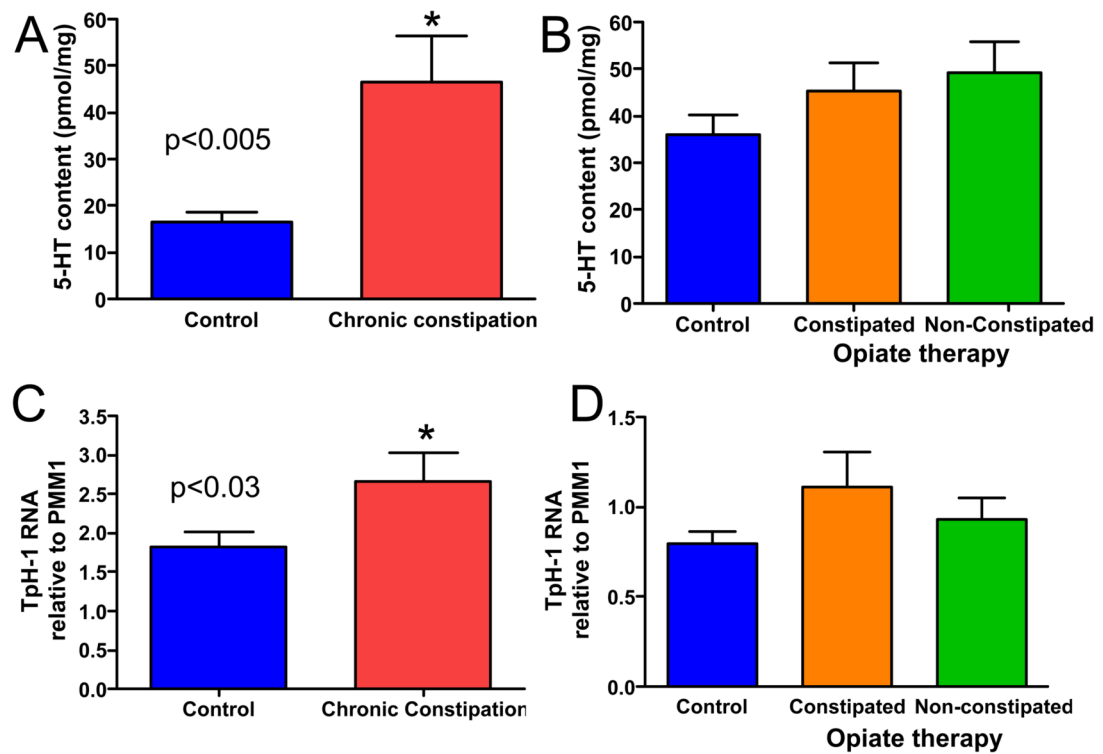 A
60
50
40
30
20
10
0
5-HT content (pmol/mg)
p<0.005
*
Control
Chronic constipation
B
60
50
40
30
20
10
0
5-HT content (pmol/mg)
Control
Constipated
Non-Constipated
Opiate therapy
C
3.5
3.0
2.5
2.0
1.5
1.0
0.5
0.0
TpH-1 RNA
relative to PMM1
p<0.03
*
Control
Chronic Constipation
D
1.5
1.0
0.5
0.0
TpH-1 RNA
relative to PMM1
Control
Constipated
Non-constipated
Opiate therapy